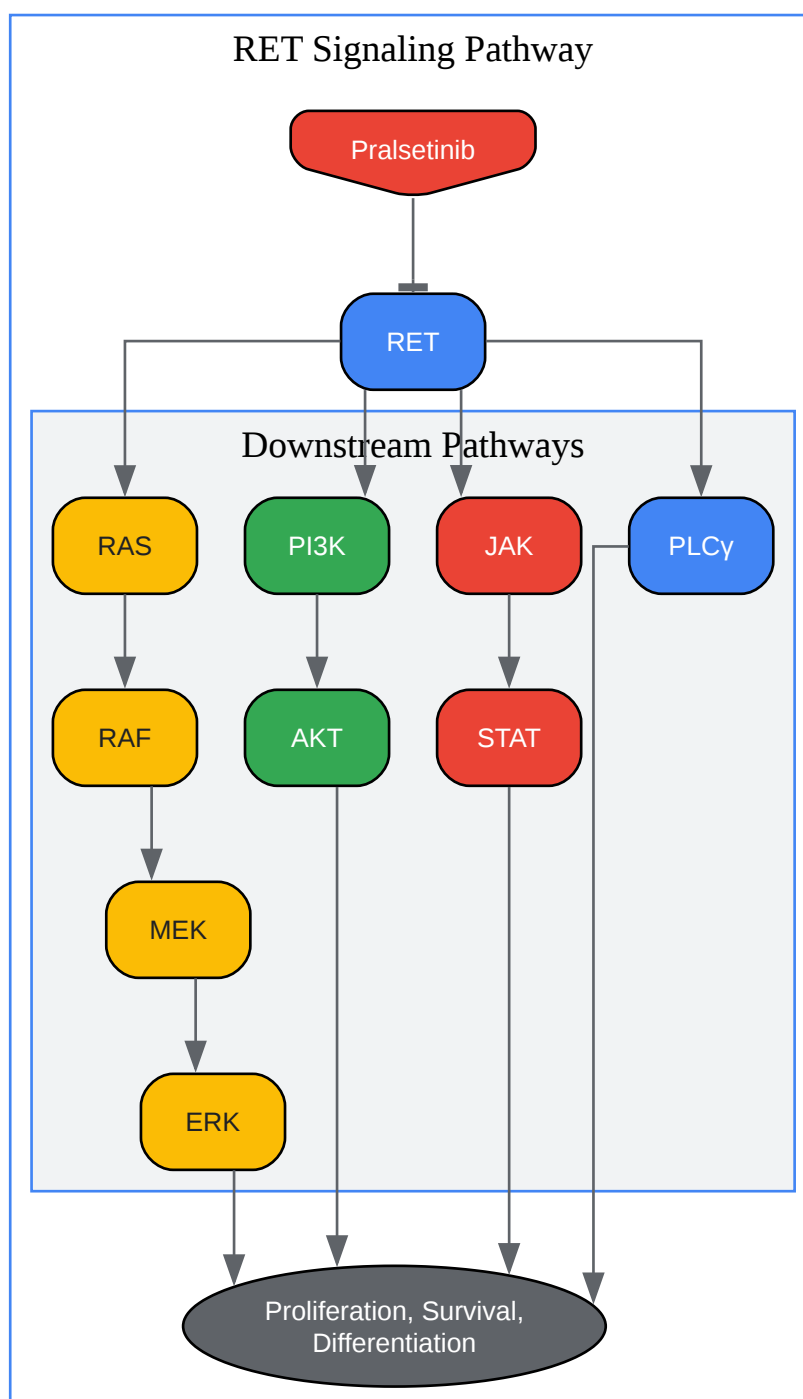 RET Signaling Pathway
Pralsetinib
RET
Downstream Pathways
RAS
PI3K
JAK
PLCγ
RAF
AKT
STAT
MEK
ERK
Proliferation, Survival,
Differentiation